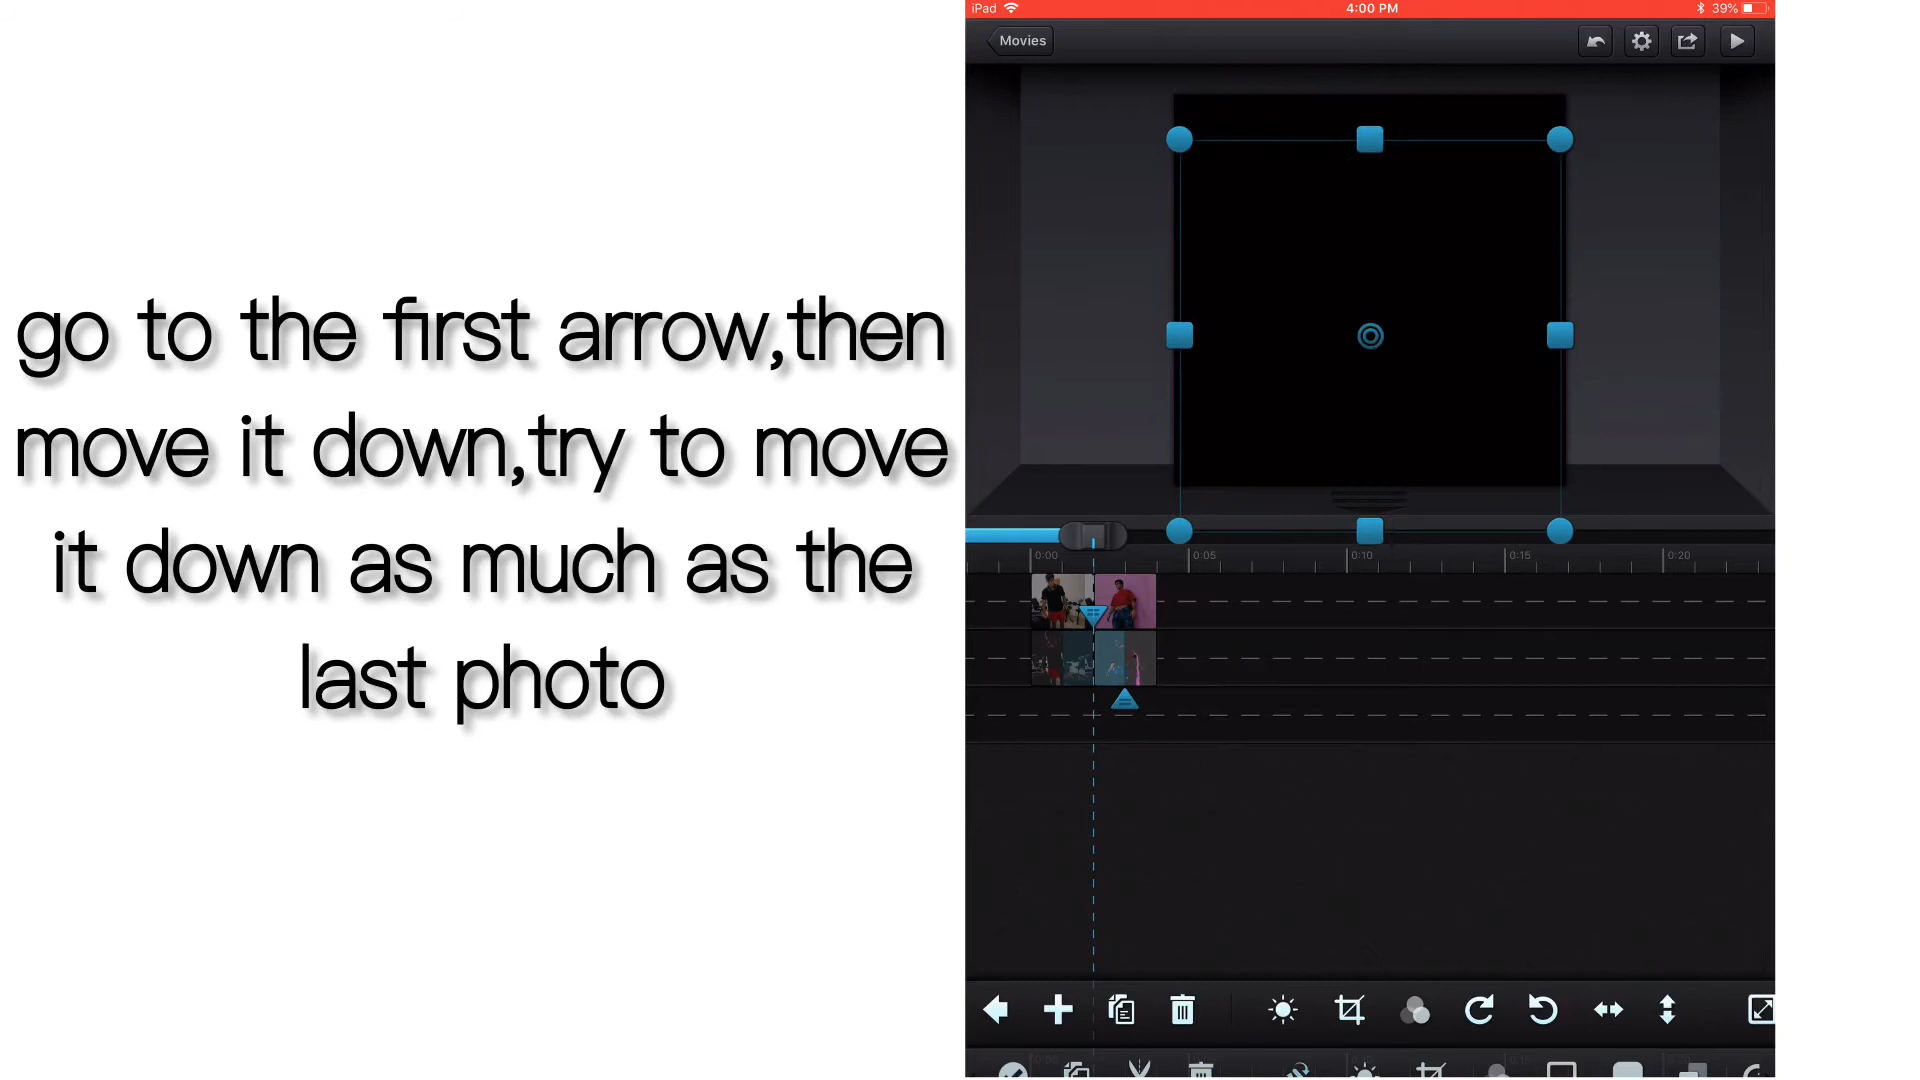 iPad 4:00 PM 39%
Movies
go to the first arrow,then
move it down,try to move
it down as much as the
last photo
0:00 0:05 0:10 0:15 0:20